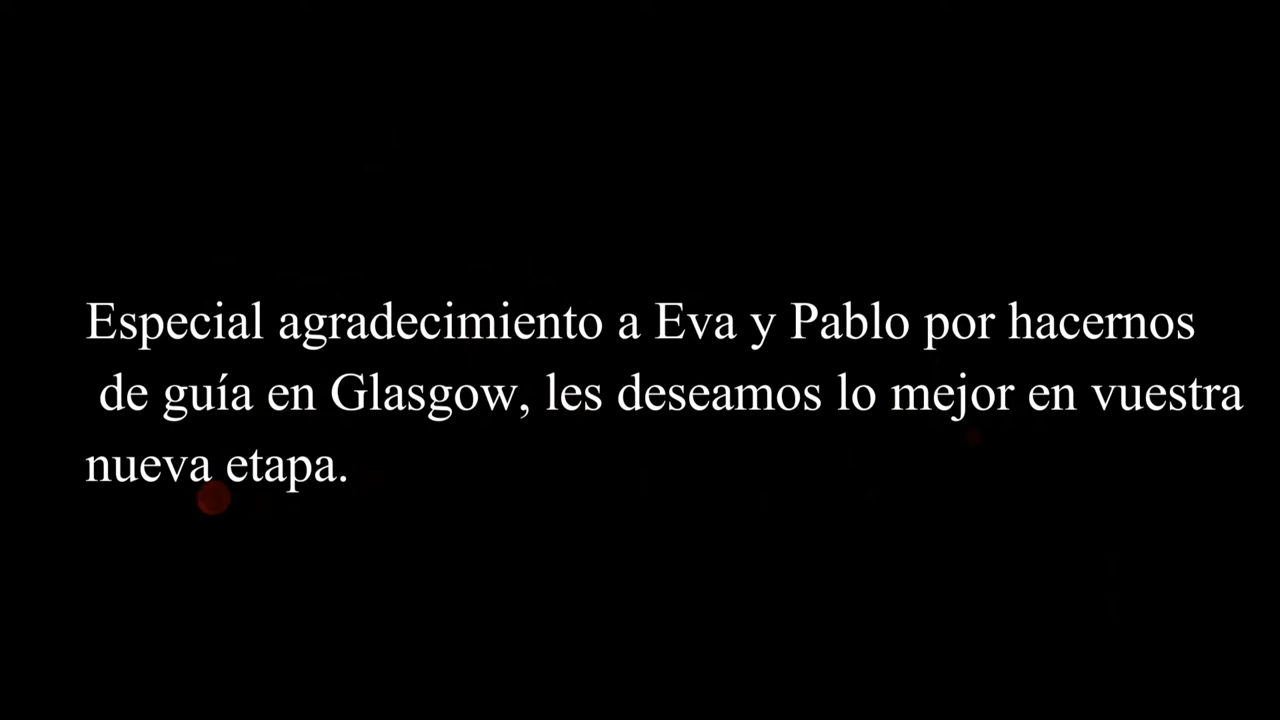 Especial agradecimiento a Eva y Pablo por hacernos
de guía en Glasgow, les deseamos lo mejor en vuestra
nueva etapa.